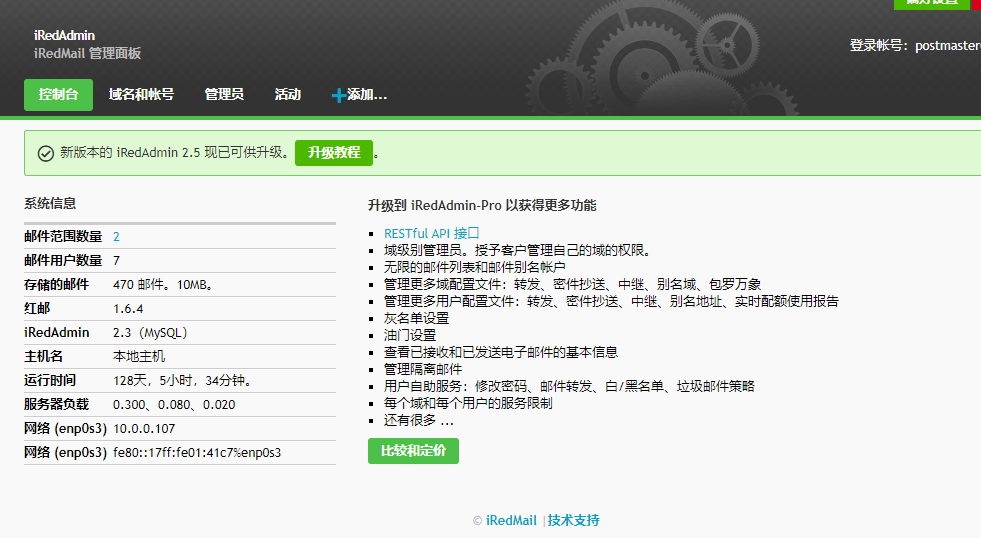 iRedAdmin
iRedMail 管理面板
登录帐号：postmaster
控制台 域名和帐号 管理员 活动 添加...
新版本的 iRedAdmin 2.5 现已可供升级。 升级教程 。
系统信息
邮件范围数量 2
邮件用户数量 7
存储的邮件 470 邮件。10MB。
红邮 1.6.4
iRedAdmin 2.3（MySQL）
主机名 本地主机
运行时间 128天，5小时，34分钟。
服务器负载 0.300、0.080、0.020
网络 (enp0s3) 10.0.0.107
网络 (enp0s3) fe80::17ff:fe01:41c7%enp0s3
升级到 iRedAdmin-Pro 以获得更多功能
RESTful API 接口
域级别管理员。授予客户管理自己的域的权限。
无限的邮件列表和邮件别名帐户
管理更多域配置文件：转发、密件抄送、中继、别名域、包罗万象
管理更多用户配置文件：转发、密件抄送、中继、别名地址、实时配额使用报告
灰名单设置
油门设置
查看已接收和已发送电子邮件的基本信息
管理隔离邮件
用户自助服务：修改密码、邮件转发、白/黑名单、垃圾邮件策略
每个域和每个用户的服务限制
还有很多 ...
比较和定价
© iRedMail | 技术支持